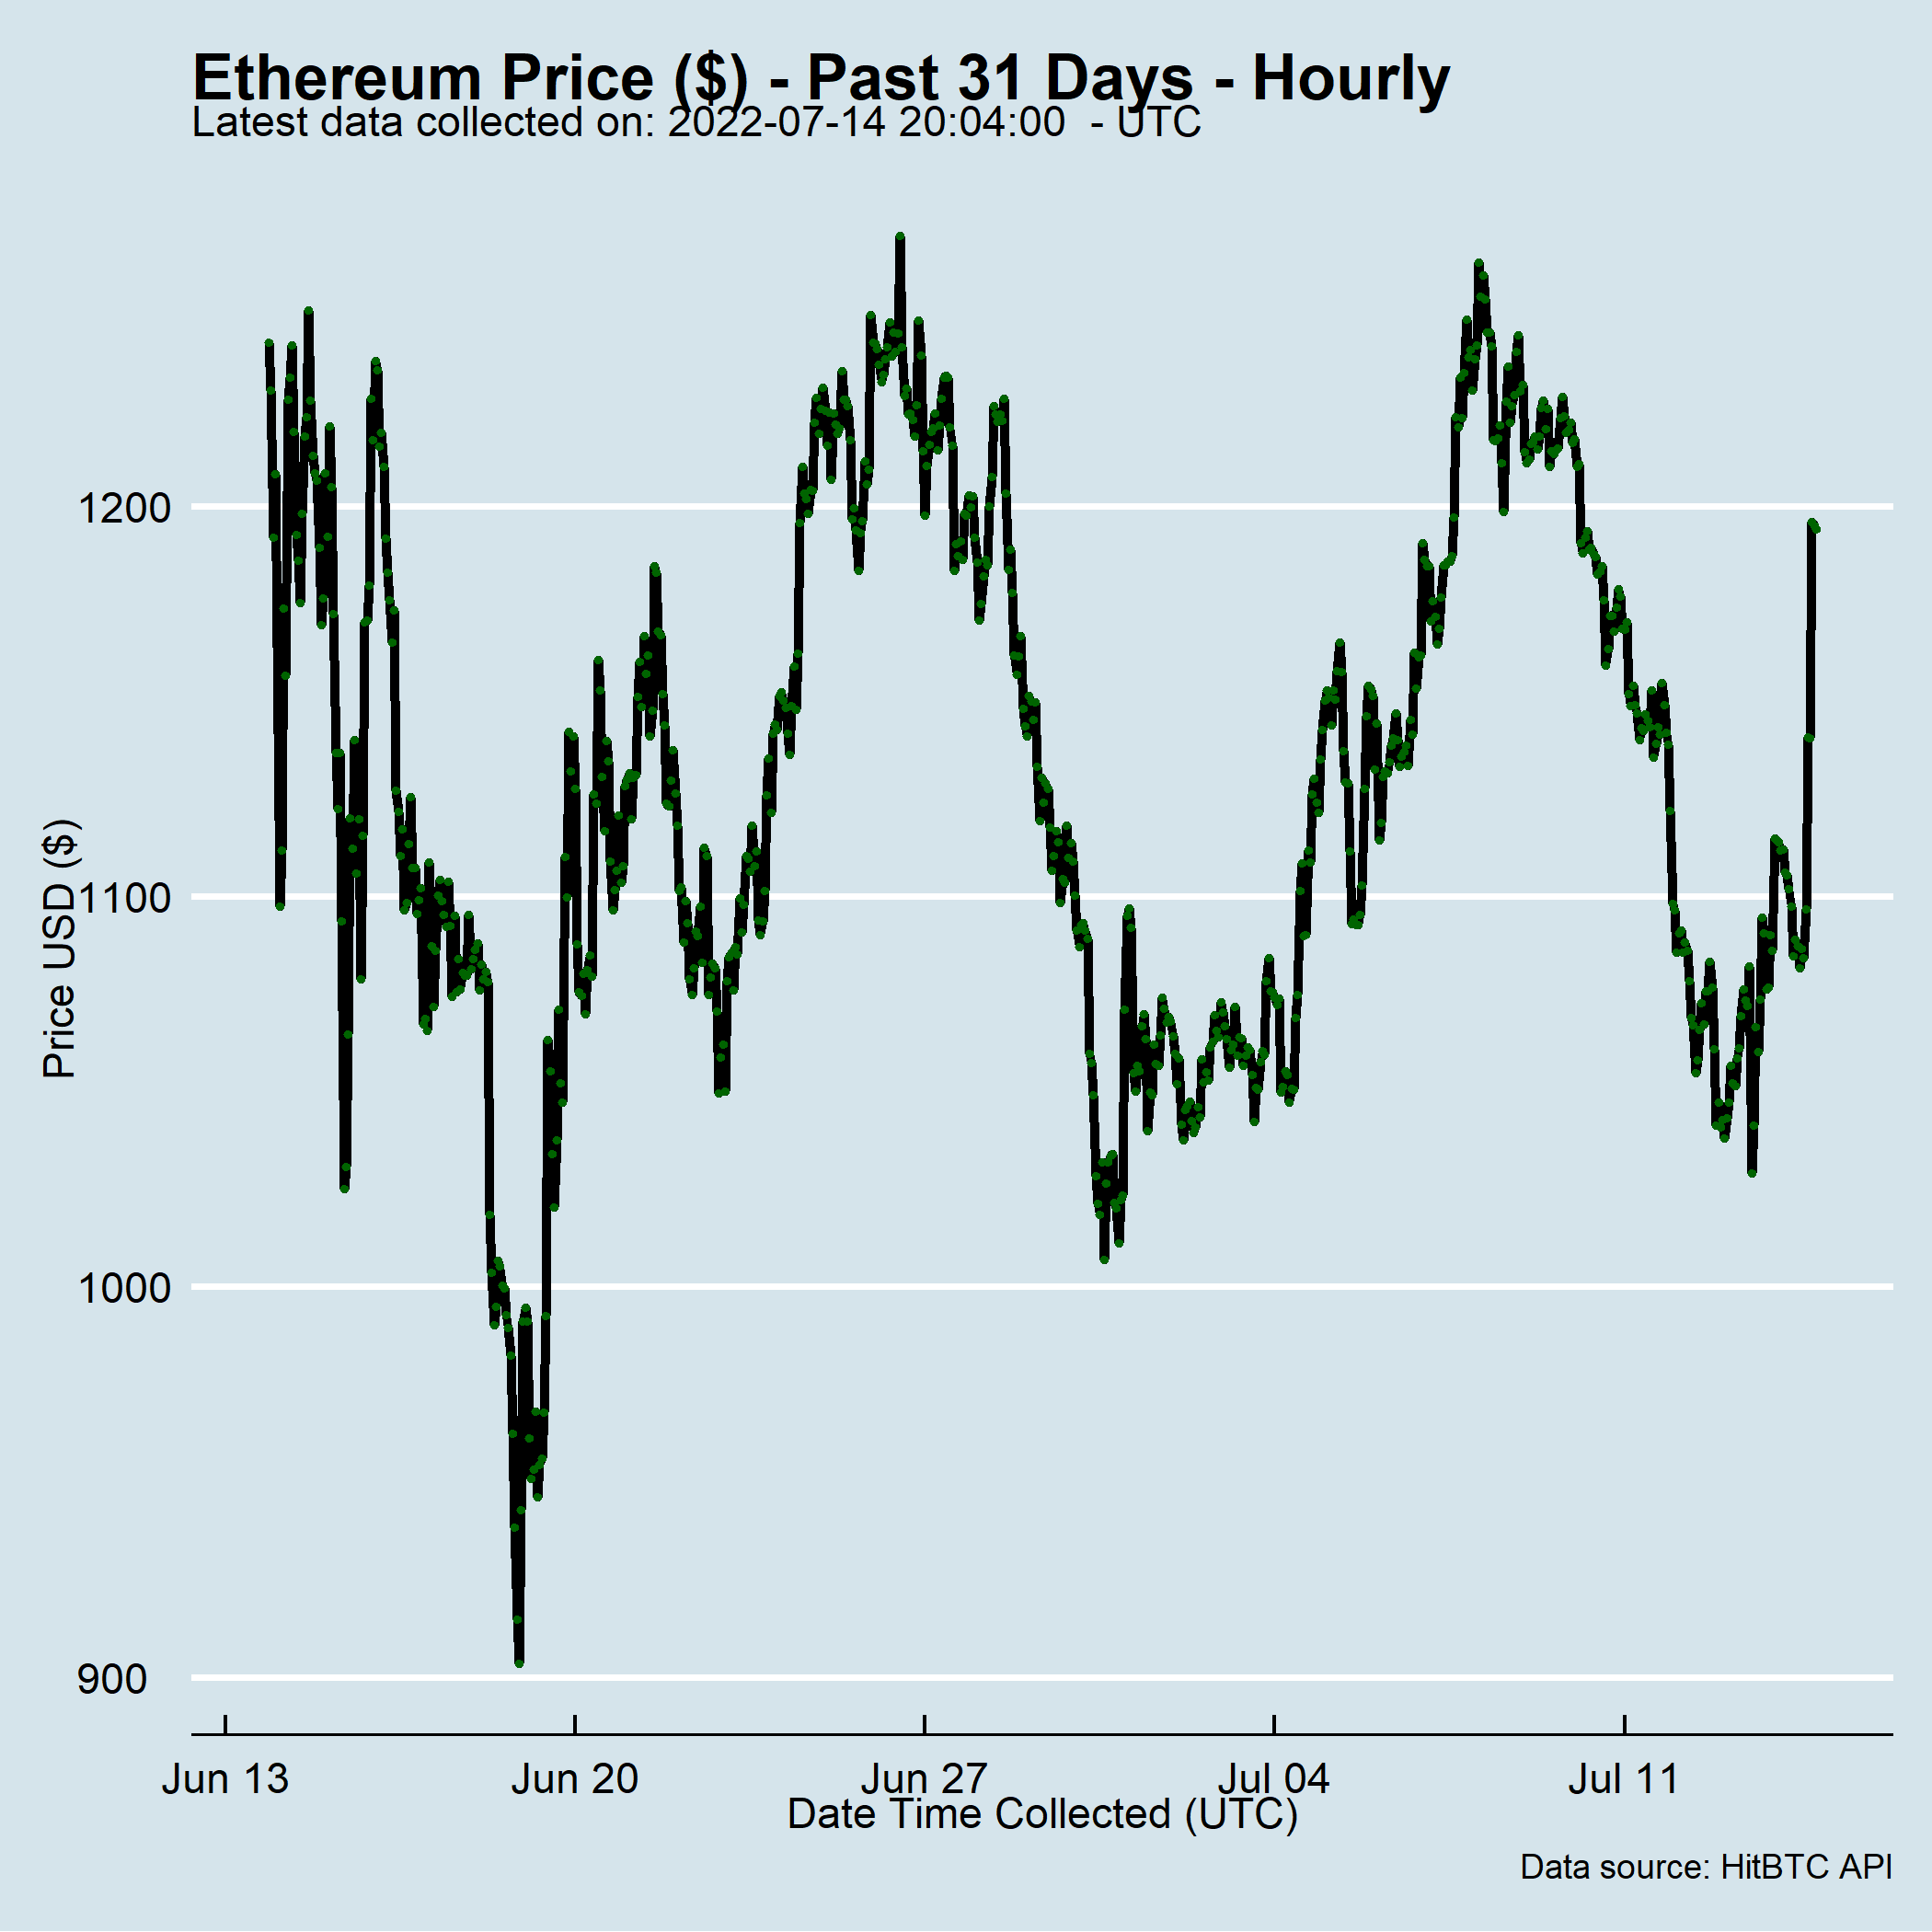 Ethereum Price ($) - Past 31 Days - Hourly
Latest data collected on: 2022-07-14 20:04:00  - UTC
1200
1100
1000
900
Price USD ($)
Jun 13
Jun 20
Jun 27
Jul 04
Jul 11
Date Time Collected (UTC)
Data source: HitBTC API